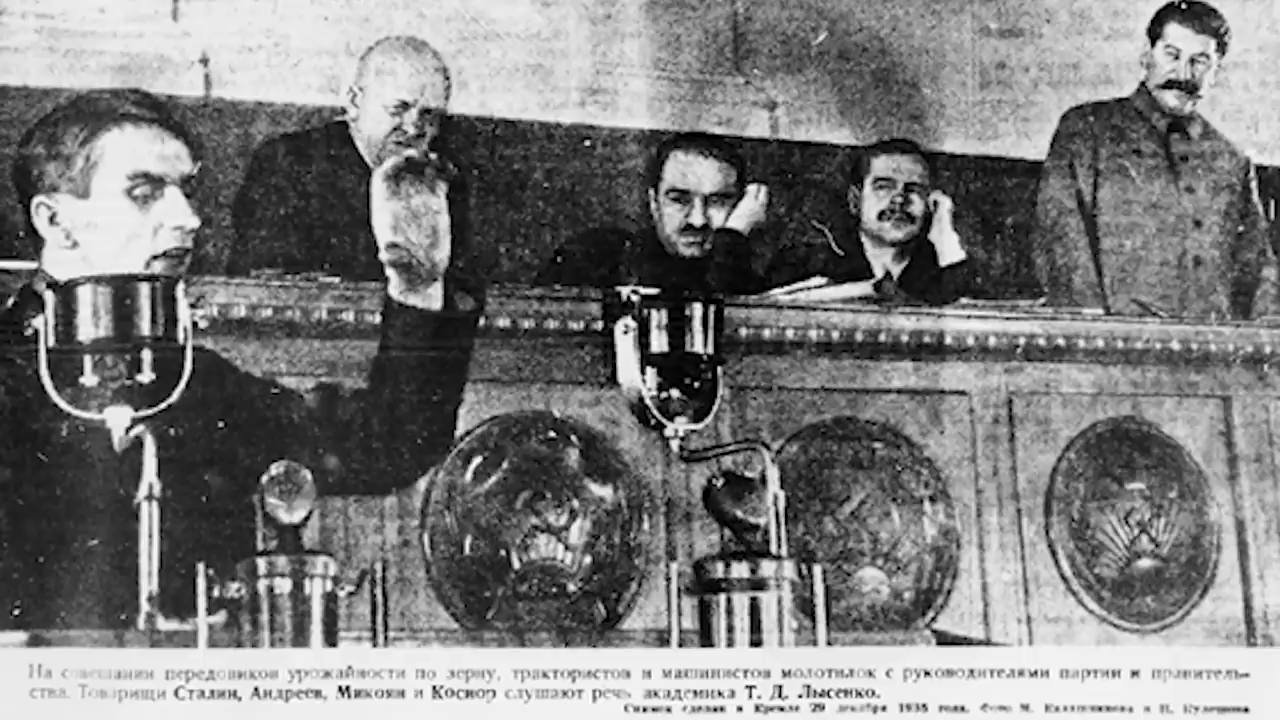 На совещании передовиков урожайности по зерну, трактористов и машинистов молотилок с руководителями партии и правитель-
ства. Товарищи Сталин, Андреев, Микоян и Косиор слушают речь академика Т. Д. Лысенко.
Снимок сделан в Кремле 29 декабря 1935 года. Фото М. Калашникова и П. Кулешова